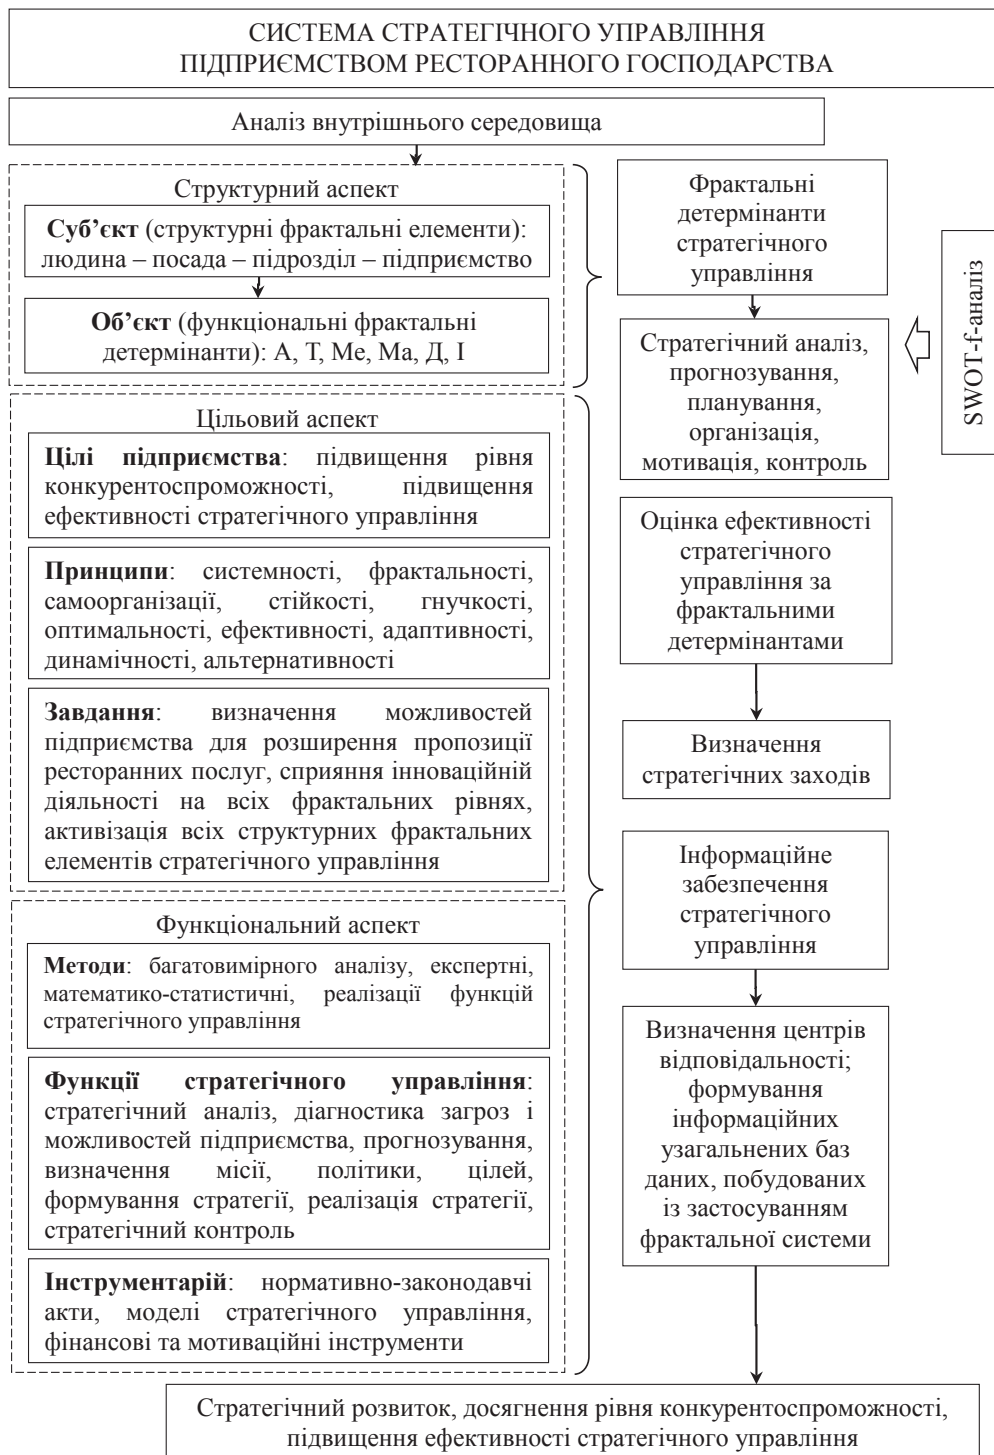 СИСТЕМА СТРАТЕГІЧНОГО УПРАВЛІННЯ
ПІДПРИЄМСТВОМ РЕСТОРАННОГО ГОСПОДАРСТВА
Аналіз внутрішнього середовища
Структурний аспект
Суб’єкт (структурні фрактальні елементи):
людина – посада – підрозділ – підприємство
Об’єкт (функціональні фрактальні
детермінанти): А, Т, Ме, Ма, Д, І
Цільовий аспект
Цілі підприємства: підвищення рівня
конкурентоспроможності, підвищення
ефективності стратегічного управління
Принципи: системності, фрактальності,
самоорганізації, стійкості, гнучкості,
оптимальності, ефективності, адаптивності,
динамічності, альтернативності
Завдання: визначення можливостей
підприємства для розширення пропозиції
ресторанних послуг, сприяння інноваційній
діяльності на всіх фрактальних рівнях,
активізація всіх структурних фрактальних
елементів стратегічного управління
Функціональний аспект
Методи: багатовимірного аналізу, експертні,
математико-статистичні, реалізації функцій
стратегічного управління
Функції стратегічного управління:
стратегічний аналіз, діагностика загроз і
можливостей підприємства, прогнозування,
визначення місії, політики, цілей,
формування стратегії, реалізація стратегії,
стратегічний контроль
Інструментарій: нормативно-законодавчі
акти, моделі стратегічного управління,
фінансові та мотиваційні інструменти
Фрактальні
детермінанти
стратегічного
управління
Стратегічний аналіз,
прогнозування,
планування,
організація,
мотивація, контроль
SWOT-f-аналіз
Оцінка ефективності
стратегічного
управління за
фрактальними
детермінантами
Визначення
стратегічних заходів
Інформаційне
забезпечення
стратегічного
управління
Визначення центрів
відповідальності;
формування
інформаційних
узагальнених баз
даних, побудованих
із застосуванням
фрактальної системи
Стратегічний розвиток, досягнення рівня конкурентоспроможності,
підвищення ефективності стратегічного управління